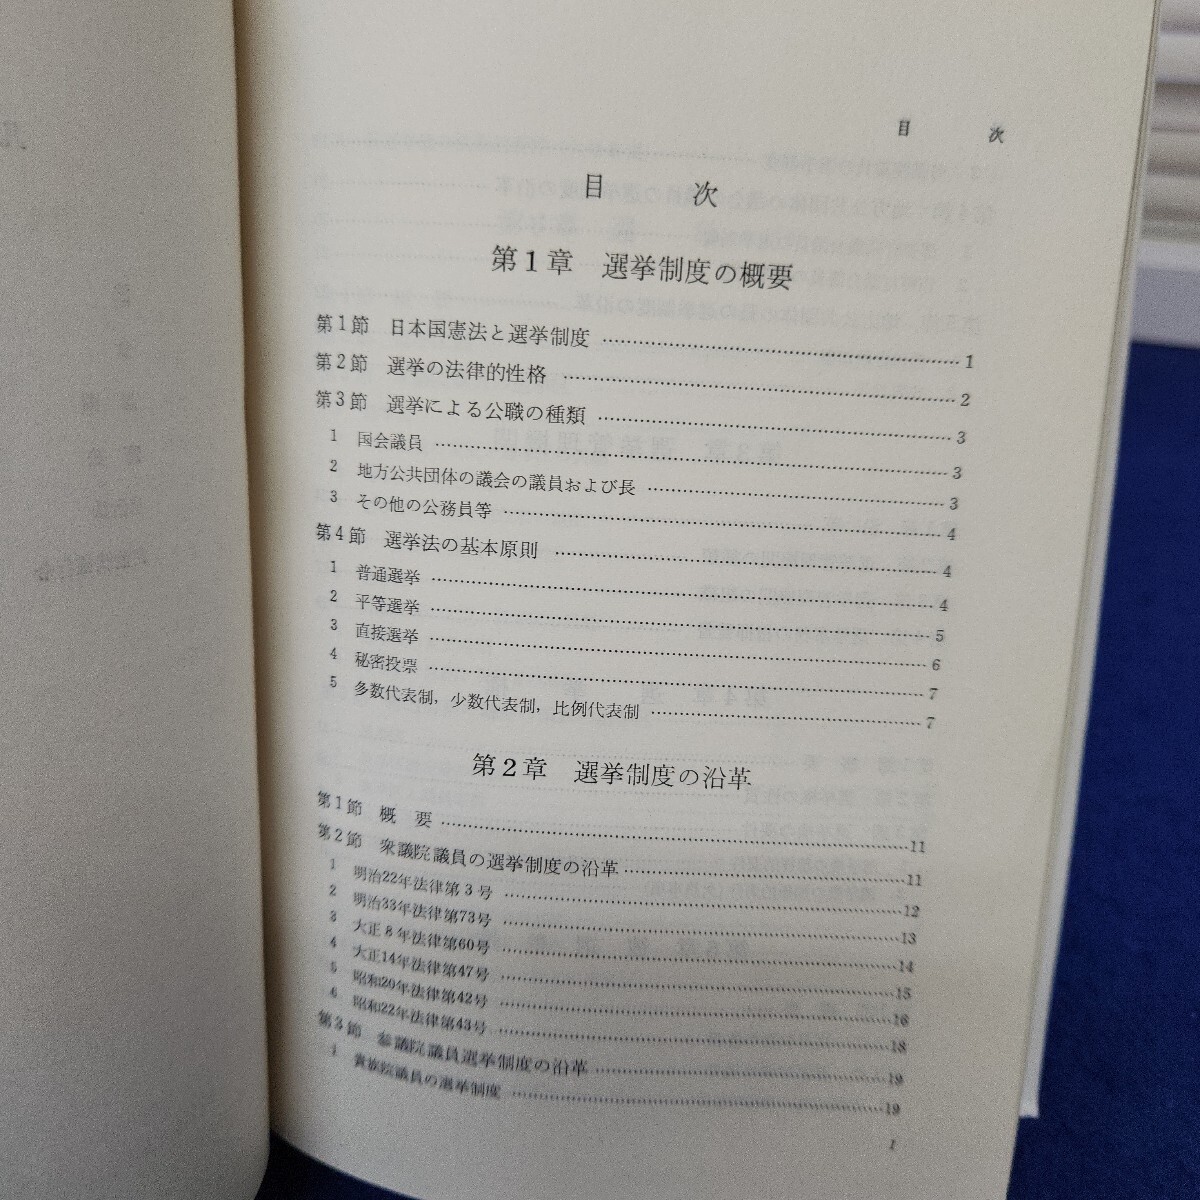 目次
目次
第1章 選挙制度の概要
第1節 日本国憲法と選挙制度 …… 1
第2節 選挙の法律的性格 …… 2
第3節 選挙による公職の種類 …… 3
1 国会議員 …… 3
2 地方公共団体の議会の議員および長 …… 3
3 その他の公務員等 …… 4
第4節 選挙法の基本原則 …… 4
1 普通選挙 …… 4
2 平等選挙 …… 5
3 直接選挙 …… 6
4 秘密投票 …… 7
5 多数代表制，少数代表制，比例代表制 …… 7
第2章 選挙制度の沿革
第1節 概要 …… 11
第2節 衆議院議員の選挙制度の沿革 …… 11
1 明治22年法律第3号 …… 12
2 明治33年法律第73号 …… 13
3 大正8年法律第60号 …… 14
4 大正14年法律第47号 …… 15
5 昭和20年法律第42号 …… 16
6 昭和22年法律第43号 …… 18
第3節 参議院議員選挙制度の沿革 …… 19
1 貴族院議員の選挙制度 …… 19
1